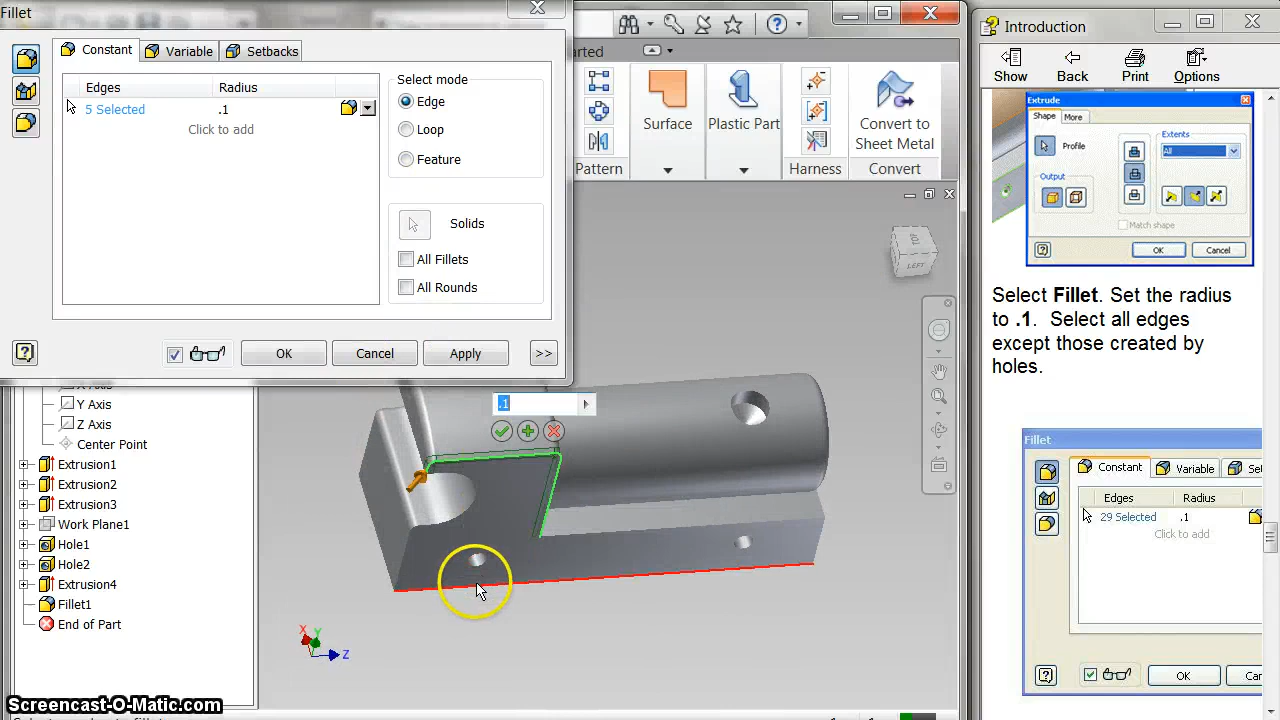 Fillet
Constant
Variable
Setbacks
Edges
Radius
5 Selected
.1
Click to add
Select mode
Edge
Loop
Feature
Solids
All Fillets
All Rounds
OK
Cancel
Apply
>>
arted
Surface
Plastic Part
Convert to
Sheet Metal
Pattern
Harness
Convert
LEFT
.1
Y Axis
Z Axis
Center Point
Extrusion1
Extrusion2
Extrusion3
Work Plane1
Hole1
Hole2
Extrusion4
Fillet1
End of Part
X
Y
Z
Screencast-O-Matic.com
Introduction
Show
Back
Print
Options
Extrude
Shape
More
Profile
Output
Extents
All
Match shape
OK
Cancel
Select Fillet. Set the radius
to .1. Select all edges
except those created by
holes.
Fillet
Constant
Variable
Se
Edges
Radius
29 Selected
.1
Click to add
OK
Ca